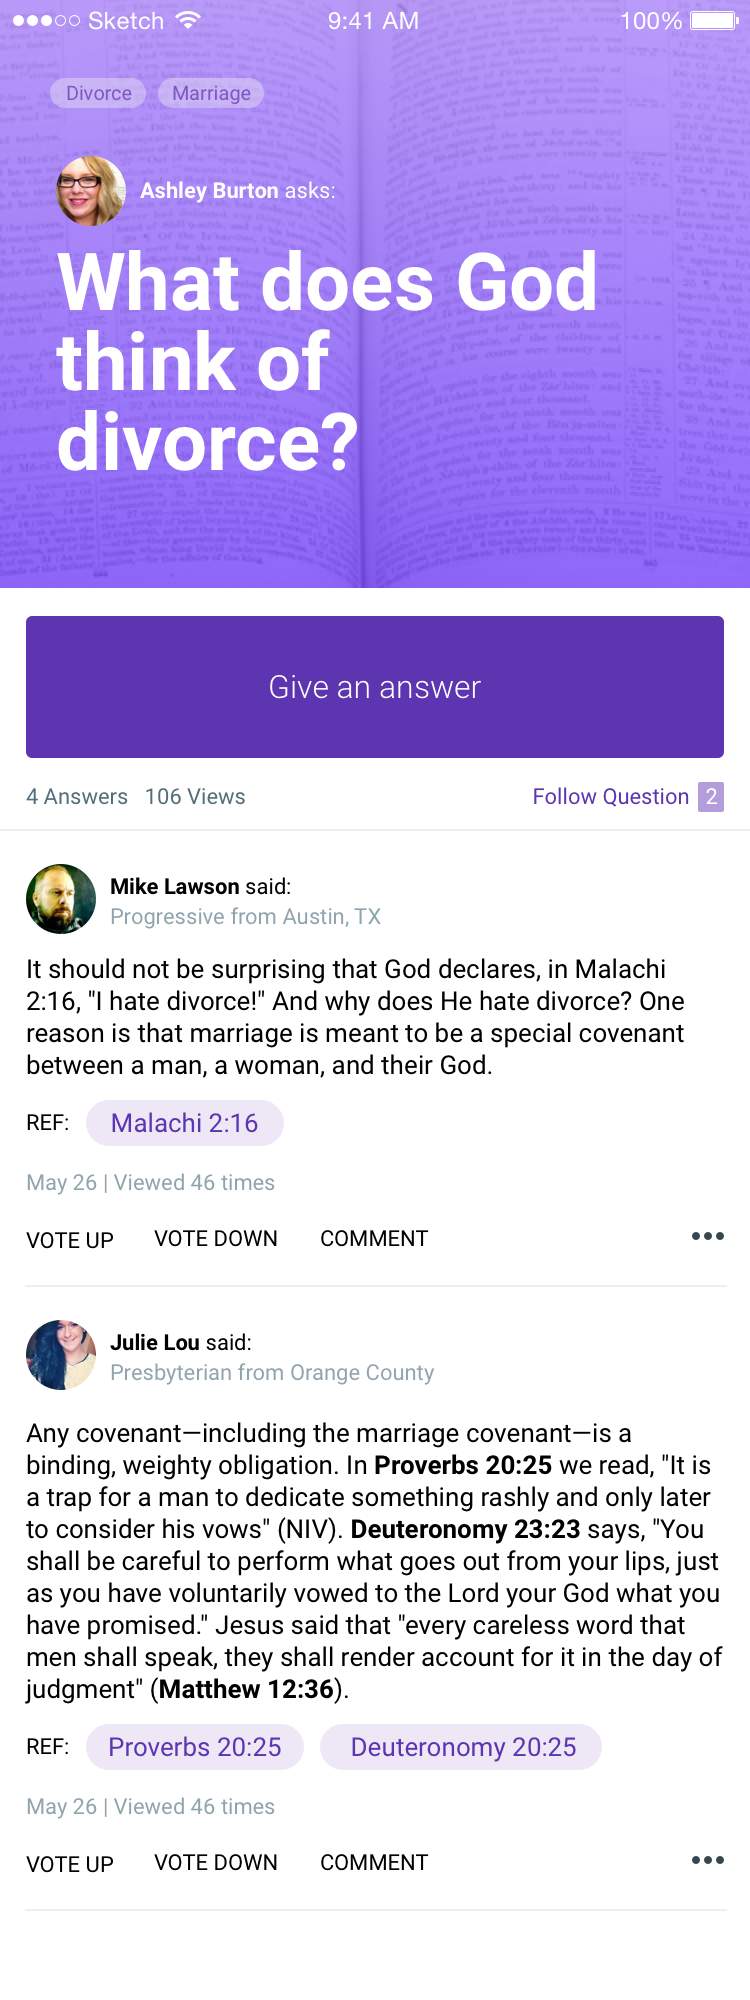 Sketch 9:41 AM 100%
Divorce Marriage
Ashley Burton asks:
What does God
think of
divorce?
Give an answer
4 Answers 106 Views Follow Question 2
Mike Lawson said:
Progressive from Austin, TX
It should not be surprising that God declares, in Malachi
2:16, "I hate divorce!" And why does He hate divorce? One
reason is that marriage is meant to be a special covenant
between a man, a woman, and their God.
REF: Malachi 2:16
May 26 | Viewed 46 times
VOTE UP VOTE DOWN COMMENT
Julie Lou said:
Presbyterian from Orange County
Any covenant—including the marriage covenant—is a
binding, weighty obligation. In Proverbs 20:25 we read, "It is
a trap for a man to dedicate something rashly and only later
to consider his vows" (NIV). Deuteronomy 23:23 says, "You
shall be careful to perform what goes out from your lips, just
as you have voluntarily vowed to the Lord your God what you
have promised." Jesus said that "every careless word that
men shall speak, they shall render account for it in the day of
judgment" (Matthew 12:36).
REF: Proverbs 20:25 Deuteronomy 20:25
May 26 | Viewed 46 times
VOTE UP VOTE DOWN COMMENT